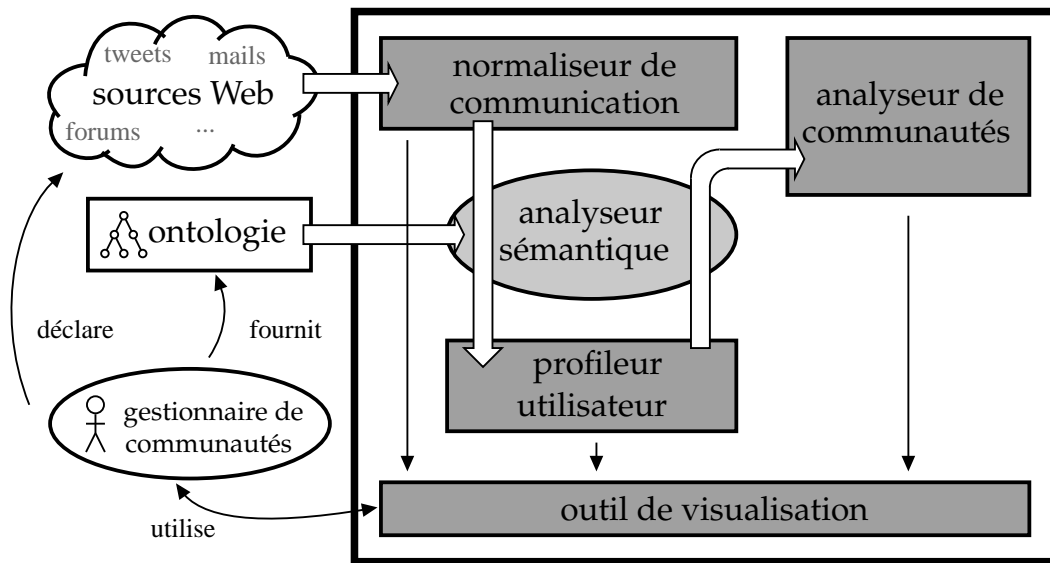 tweets mails
sources Web
forums ...
normaliseur de
communication
analyseur de
communautés
ontologie
analyseur
sémantique
déclare
fournit
profileur
utilisateur
gestionnaire de
communautés
utilise
outil de visualisation